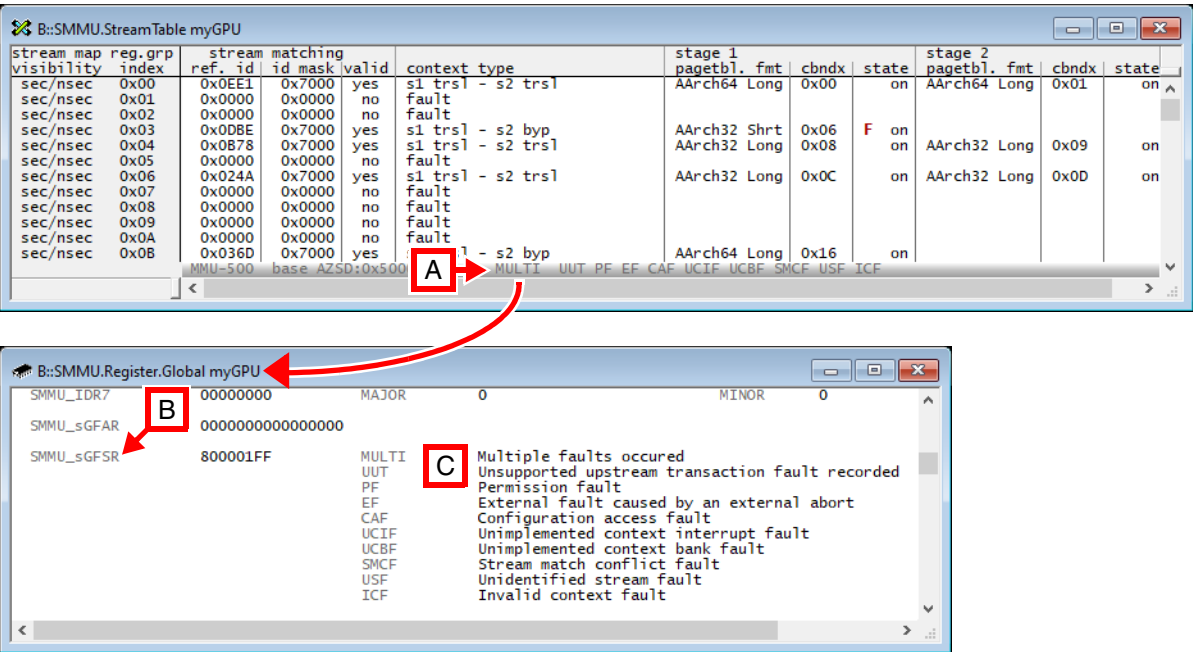 B::SMMU.StreamTable myGPU
stream map reg.grp stream matching stage 1 stage 2
visibility index ref. id id mask valid context type pagetbl. fmt cbndx state pagetbl. fmt cbndx state
sec/nsec 0x00 0x0EE1 0x7000 yes s1 trsl - s2 trsl AArch64 Long 0x00 on AArch64 Long 0x01 on
sec/nsec 0x01 0x0000 0x0000 no fault
sec/nsec 0x02 0x0000 0x0000 no fault
sec/nsec 0x03 0x0DBE 0x7000 yes s1 trsl - s2 byp AArch32 Shrt 0x06 F on
sec/nsec 0x04 0x0B78 0x7000 yes s1 trsl - s2 trsl AArch32 Long 0x08 on AArch32 Long 0x09 on
sec/nsec 0x05 0x0000 0x0000 no fault
sec/nsec 0x06 0x024A 0x7000 yes s1 trsl - s2 trsl AArch32 Long 0x0C on AArch32 Long 0x0D on
sec/nsec 0x07 0x0000 0x0000 no fault
sec/nsec 0x08 0x0000 0x0000 no fault
sec/nsec 0x09 0x0000 0x0000 no fault
sec/nsec 0x0A 0x0000 0x0000 no fault
sec/nsec 0x0B 0x036D 0x7000 yes - s2 byp AArch64 Long 0x16 on
MMU-500 base AZSD:0x500 A MULTI UUT PF EF CAF UCIF UCBF SMCF USF ICF
B::SMMU.Register.Global myGPU
SMMU_IDR7 00000000 MAJOR 0 MINOR 0
B
SMMU_sGFAR 0000000000000000
SMMU_sGFSR 800001FF MULTI C Multiple faults occured
UUT Unsupported upstream transaction fault recorded
PF Permission fault
EF External fault caused by an external abort
CAF Configuration access fault
UCIF Unimplemented context interrupt fault
UCBF Unimplemented context bank fault
SMCF Stream match conflict fault
USF Unidentified stream fault
ICF Invalid context fault